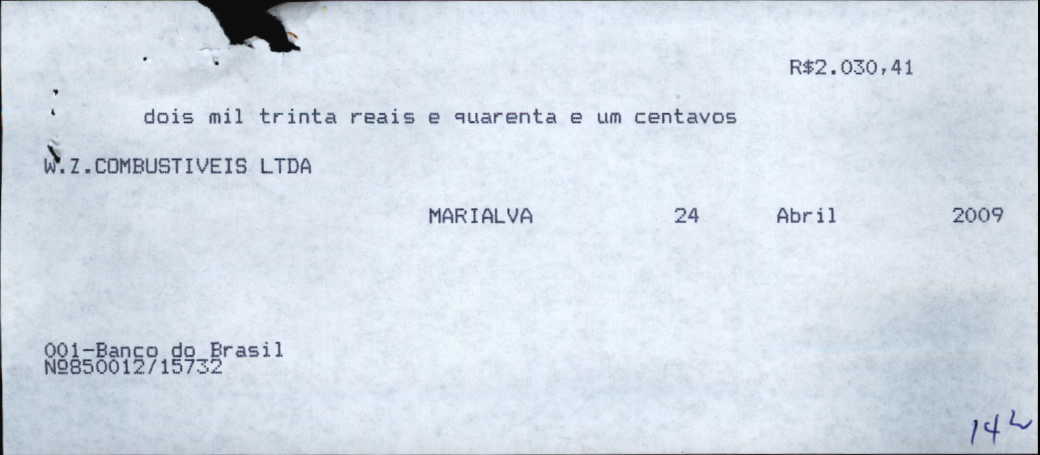 R$2.030,41
dois mil trinta reais e quarenta e um centavos
W.Z.COMBUSTIVEIS LTDA
MARIALVA 24 Abril 2009
001-Banco do Brasil
Nº850012/15732